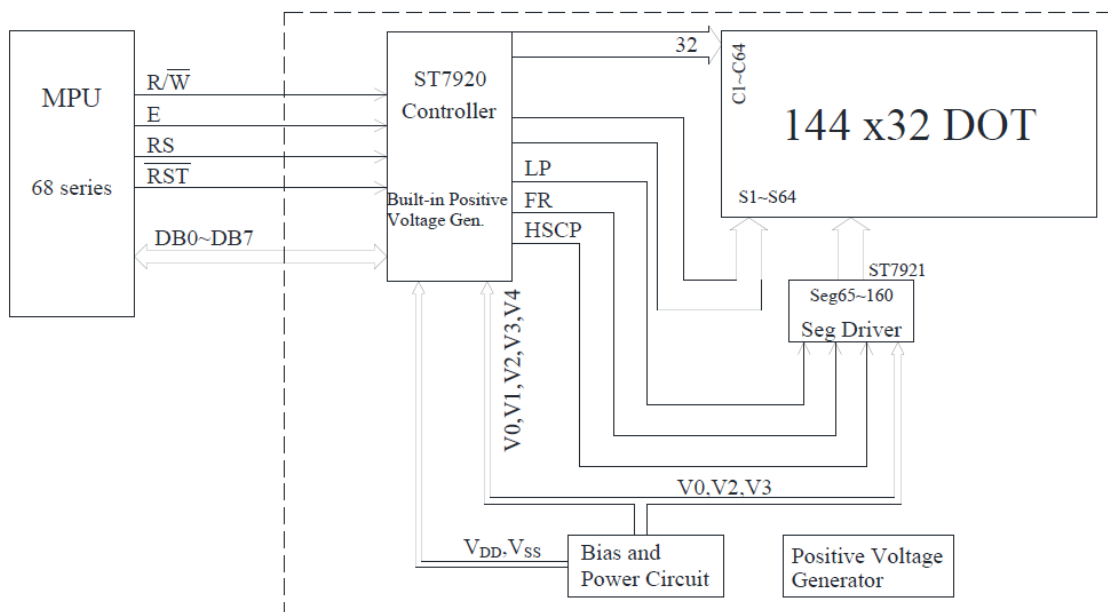 MPU
68 series
R/W̅
E
RS
R̅S̅T̅
DB0~DB7
ST7920
Controller
Built-in Positive
Voltage Gen.
32
LP
FR
HSCP
C1~C64
144 x32 DOT
S1~S64
ST7921
Seg65~160
Seg Driver
V0,V1,V2,V3,V4
V0,V2,V3
VDD,VSS
Bias and
Power Circuit
Positive Voltage
Generator